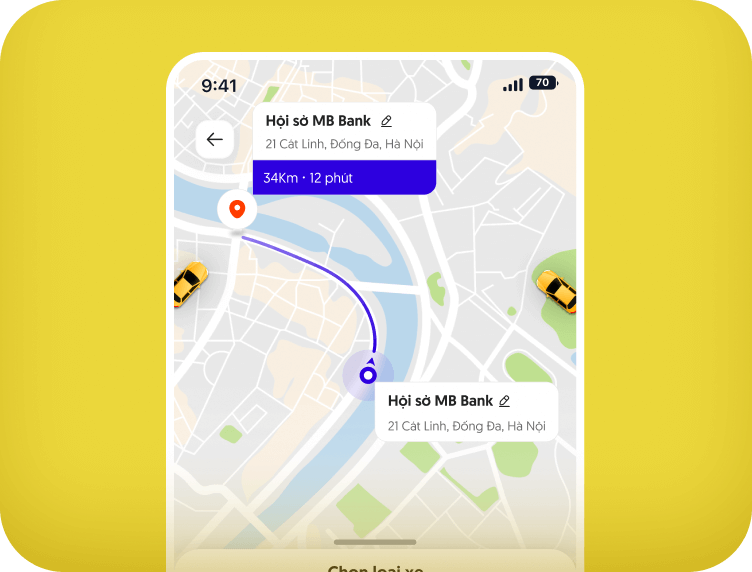 9:41
70
Hội sở MB Bank
21 Cát Linh, Đống Đa, Hà Nội
34Km • 12 phút
Hội sở MB Bank
21 Cát Linh, Đống Đa, Hà Nội
Chọn loại xe